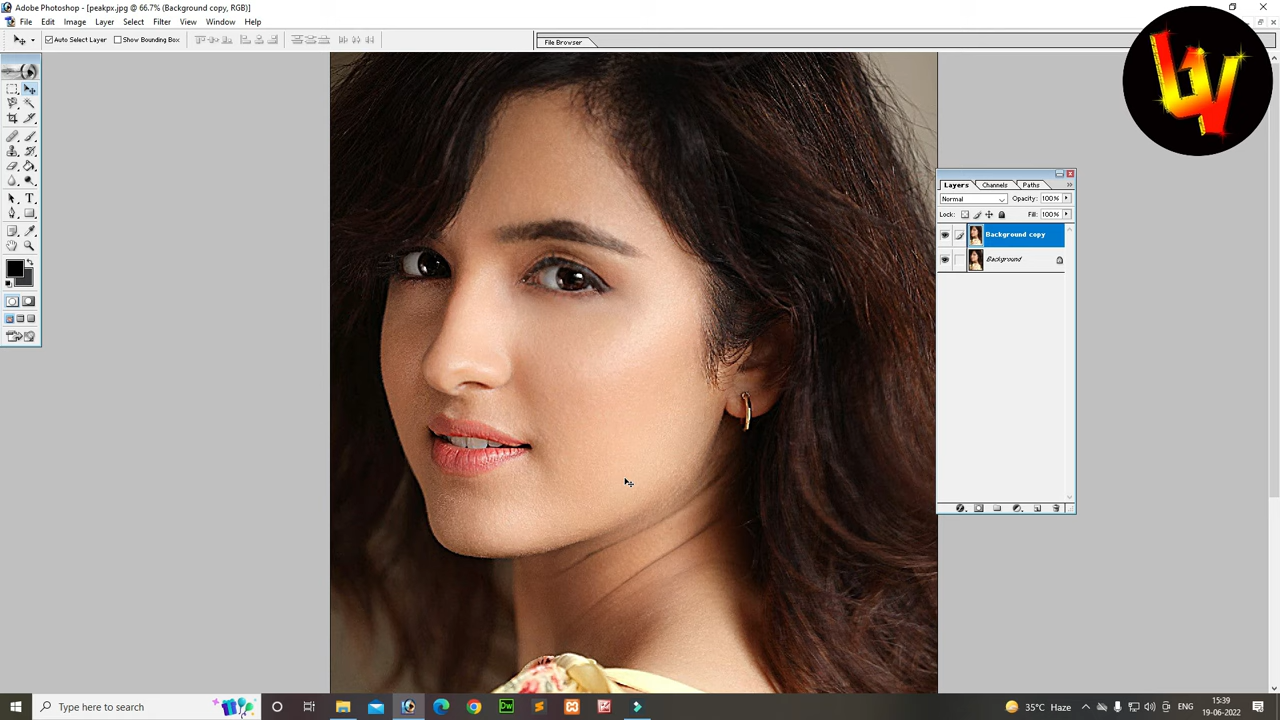 Adobe Photoshop - [peakpx.jpg @ 66.7% (Background copy, RGB)]
File Edit Image Layer Select Filter View Window Help
Auto Select Layer Show Bounding Box
File Browser
Layers Channels Paths
Normal Opacity: 100%
Lock: Fill: 100%
Background copy
Background
Type here to search
Dw
35°C Haze
ENG
15:39
19-06-2022